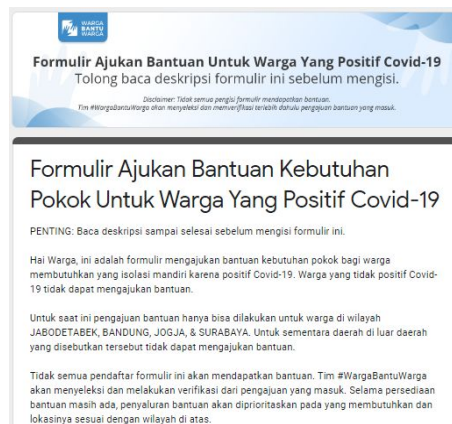 WARGA
BANTU
WARGA
Formulir Ajukan Bantuan Untuk Warga Yang Positif Covid-19
Tolong baca deskripsi formulir ini sebelum mengisi.
Disclaimer: Tidak semua pengisi formulir mendapatkan bantuan.
Tim #WargaBantuWarga akan menyeleksi dan memverifikasi terlebih dahulu pengajuan bantuan yang masuk.
Formulir Ajukan Bantuan Kebutuhan
Pokok Untuk Warga Yang Positif Covid-19
PENTING: Baca deskripsi sampai selesai sebelum mengisi formulir ini.
Hai Warga, ini adalah formulir mengajukan bantuan kebutuhan pokok bagi warga
membutuhkan yang isolasi mandiri karena positif Covid-19. Warga yang tidak positif Covid-
19 tidak dapat mengajukan bantuan.
Untuk saat ini pengajuan bantuan hanya bisa dilakukan untuk warga di wilayah
JABODETABEK, BANDUNG, JOGJA, & SURABAYA. Untuk sementara daerah di luar daerah
yang disebutkan tersebut tidak dapat mengajukan bantuan.
Tidak semua pendaftar formulir ini akan mendapatkan bantuan. Tim #WargaBantuWarga
akan menyeleksi dan melakukan verifikasi dari pengajuan yang masuk. Selama persediaan
bantuan masih ada, penyaluran bantuan akan diprioritaskan pada yang membutuhkan dan
lokasinya sesuai dengan wilayah di atas.